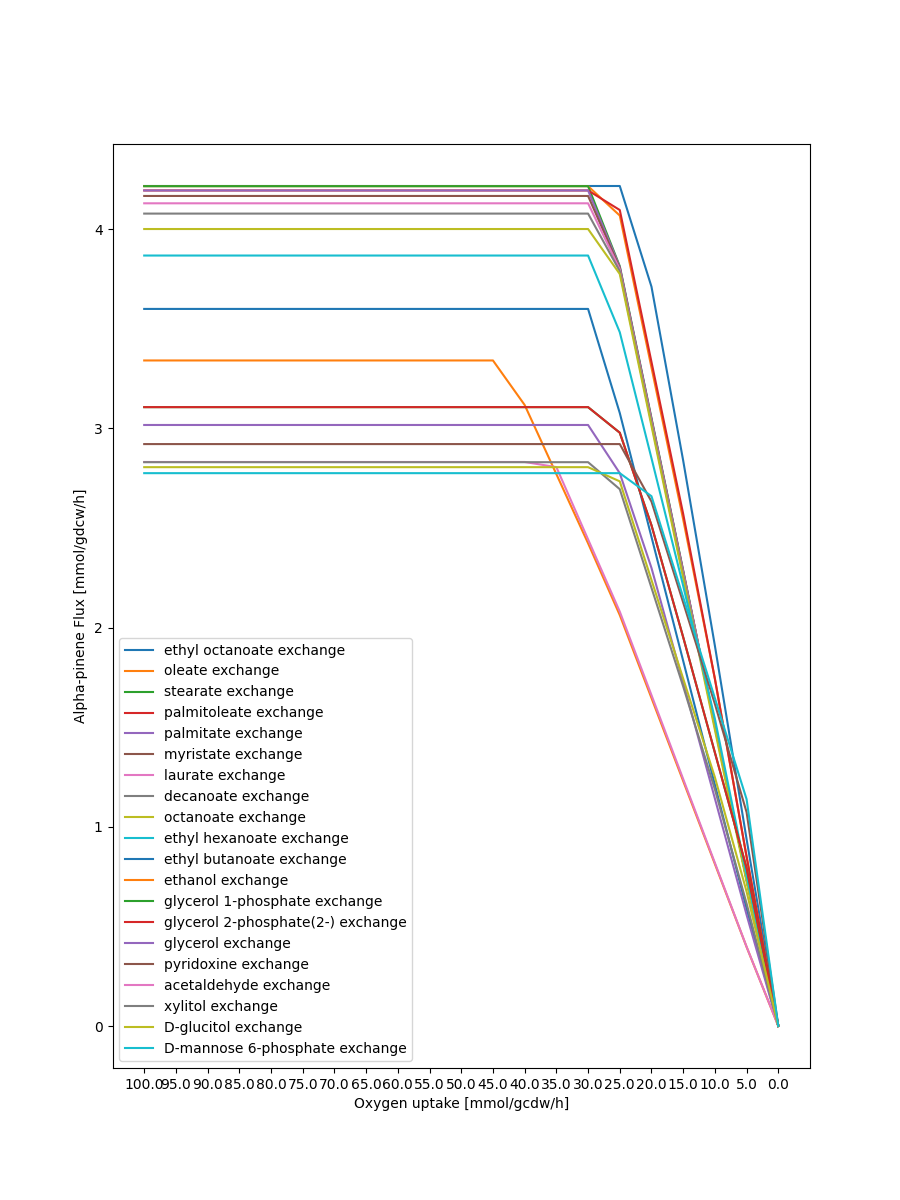 Alpha-pinene Flux [mmol/gdcw/h]
4
3
2
1
0
ethyl octanoate exchange
oleate exchange
stearate exchange
palmitoleate exchange
palmitate exchange
myristate exchange
laurate exchange
decanoate exchange
octanoate exchange
ethyl hexanoate exchange
ethyl butanoate exchange
ethanol exchange
glycerol 1-phosphate exchange
glycerol 2-phosphate(2-) exchange
glycerol exchange
pyridoxine exchange
acetaldehyde exchange
xylitol exchange
D-glucitol exchange
D-mannose 6-phosphate exchange
100.0 95.0 90.0 85.0 80.0 75.0 70.0 65.0 60.0 55.0 50.0 45.0 40.0 35.0 30.0 25.0 20.0 15.0 10.0 5.0 0.0
Oxygen uptake [mmol/gcdw/h]